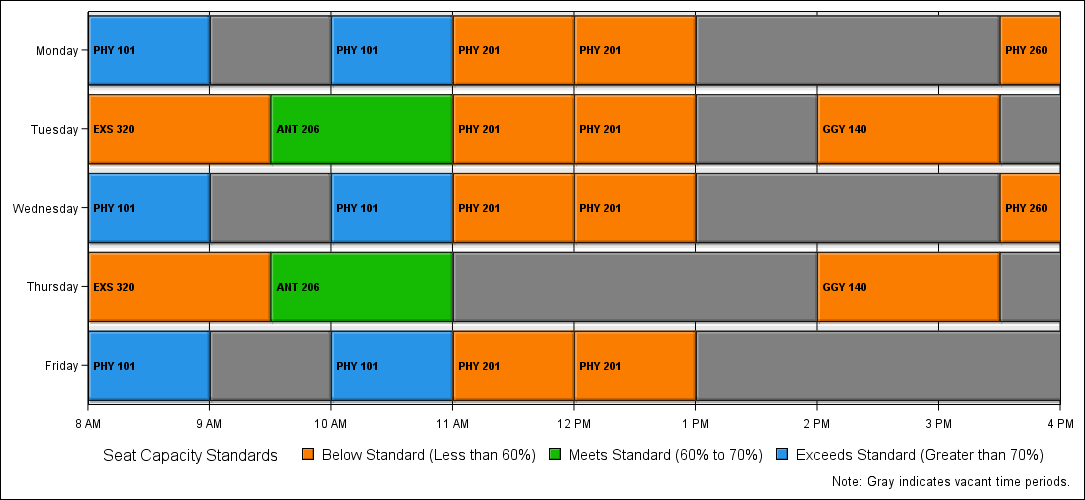 Monday PHY 101 PHY 101 PHY 201 PHY 201 PHY 260
Tuesday EXS 320 ANT 206 PHY 201 PHY 201 GGY 140
Wednesday PHY 101 PHY 101 PHY 201 PHY 201 PHY 260
Thursday EXS 320 ANT 206 GGY 140
Friday PHY 101 PHY 101 PHY 201 PHY 201
8 AM 9 AM 10 AM 11 AM 12 PM 1 PM 2 PM 3 PM 4 PM
Seat Capacity Standards Below Standard (Less than 60%) Meets Standard (60% to 70%) Exceeds Standard (Greater than 70%)
Note: Gray indicates vacant time periods.